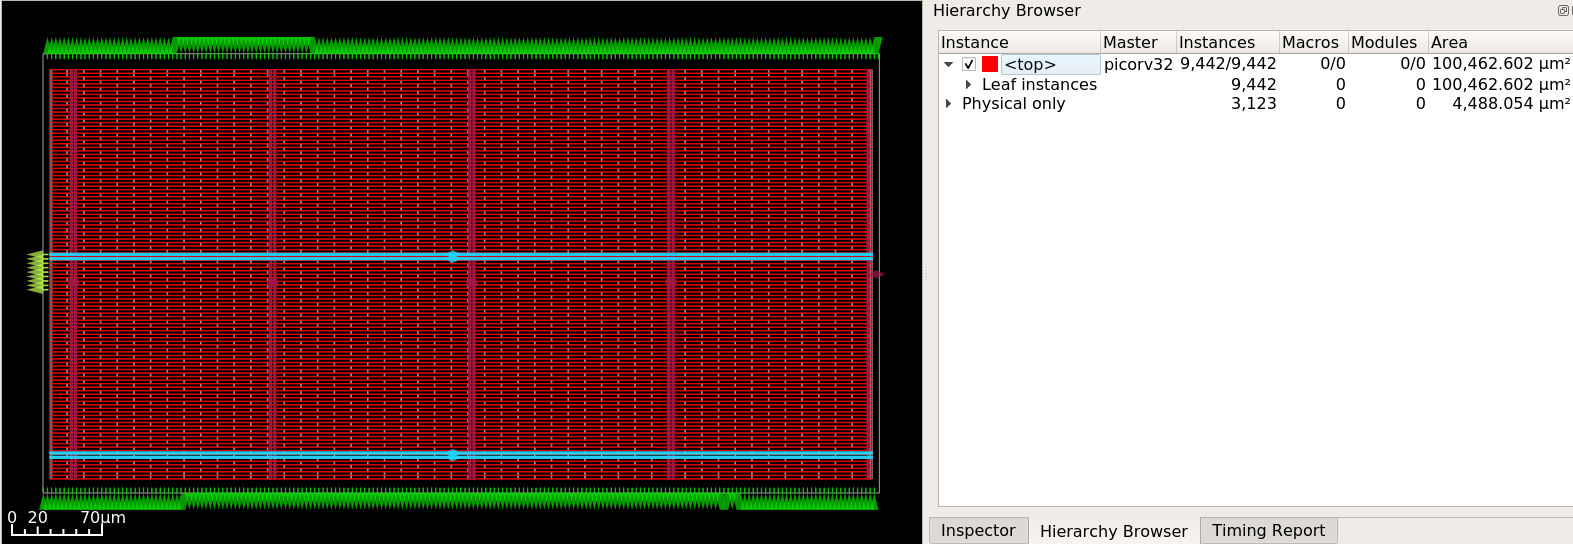 Hierarchy Browser
Instance Master Instances Macros Modules Area
<top> picorv32 9,442/9,442 0/0 0/0 100,462.602 µm²
Leaf instances 9,442 0 0 100,462.602 µm²
Physical only 3,123 0 0 4,488.054 µm²
0 20 70µm
Inspector Hierarchy Browser Timing Report